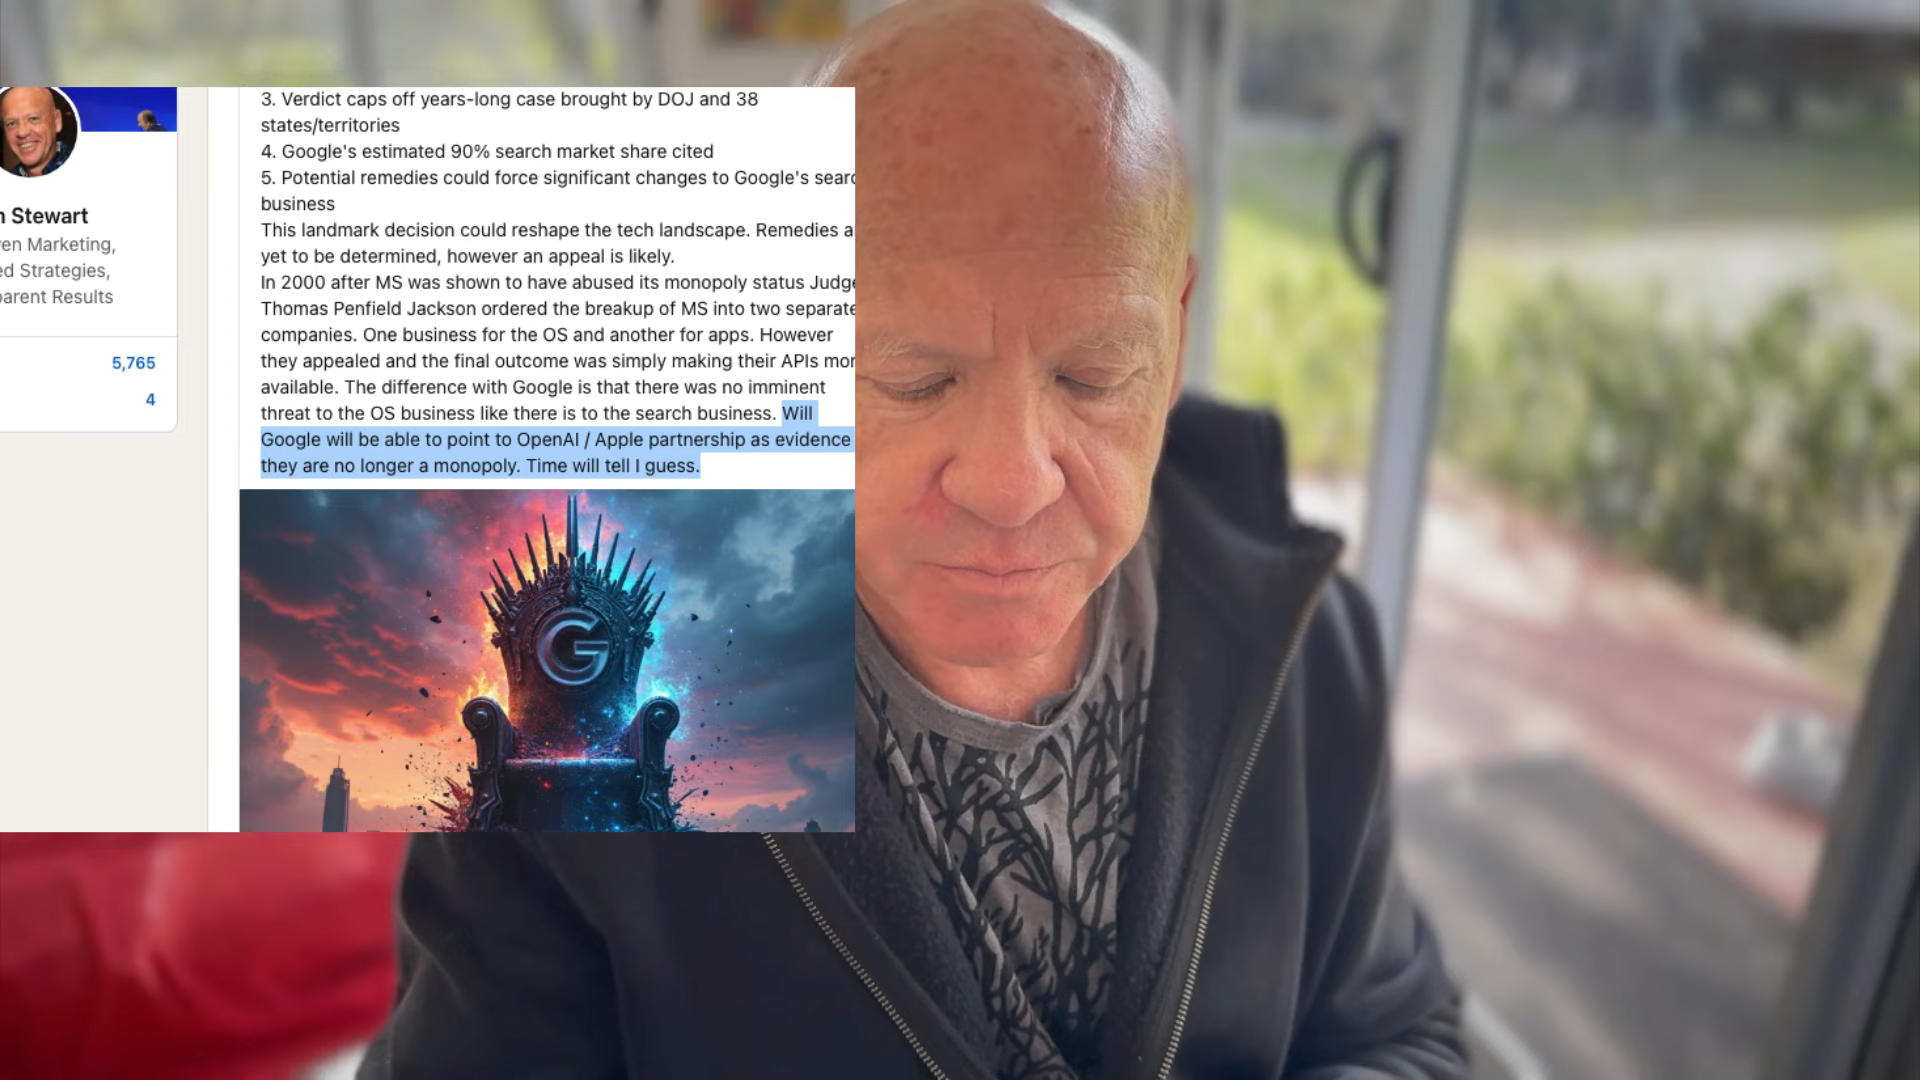 n Stewart
en Marketing,
ed Strategies,
parent Results
5,765
4
3. Verdict caps off years-long case brought by DOJ and 38
states/territories
4. Google's estimated 90% search market share cited
5. Potential remedies could force significant changes to Google's searc
business
This landmark decision could reshape the tech landscape. Remedies a
yet to be determined, however an appeal is likely.
In 2000 after MS was shown to have abused its monopoly status Judge
Thomas Penfield Jackson ordered the breakup of MS into two separate
companies. One business for the OS and another for apps. However
they appealed and the final outcome was simply making their APIs mor
available. The difference with Google is that there was no imminent
threat to the OS business like there is to the search business. Will
Google will be able to point to OpenAI / Apple partnership as evidence
they are no longer a monopoly. Time will tell I guess.
G